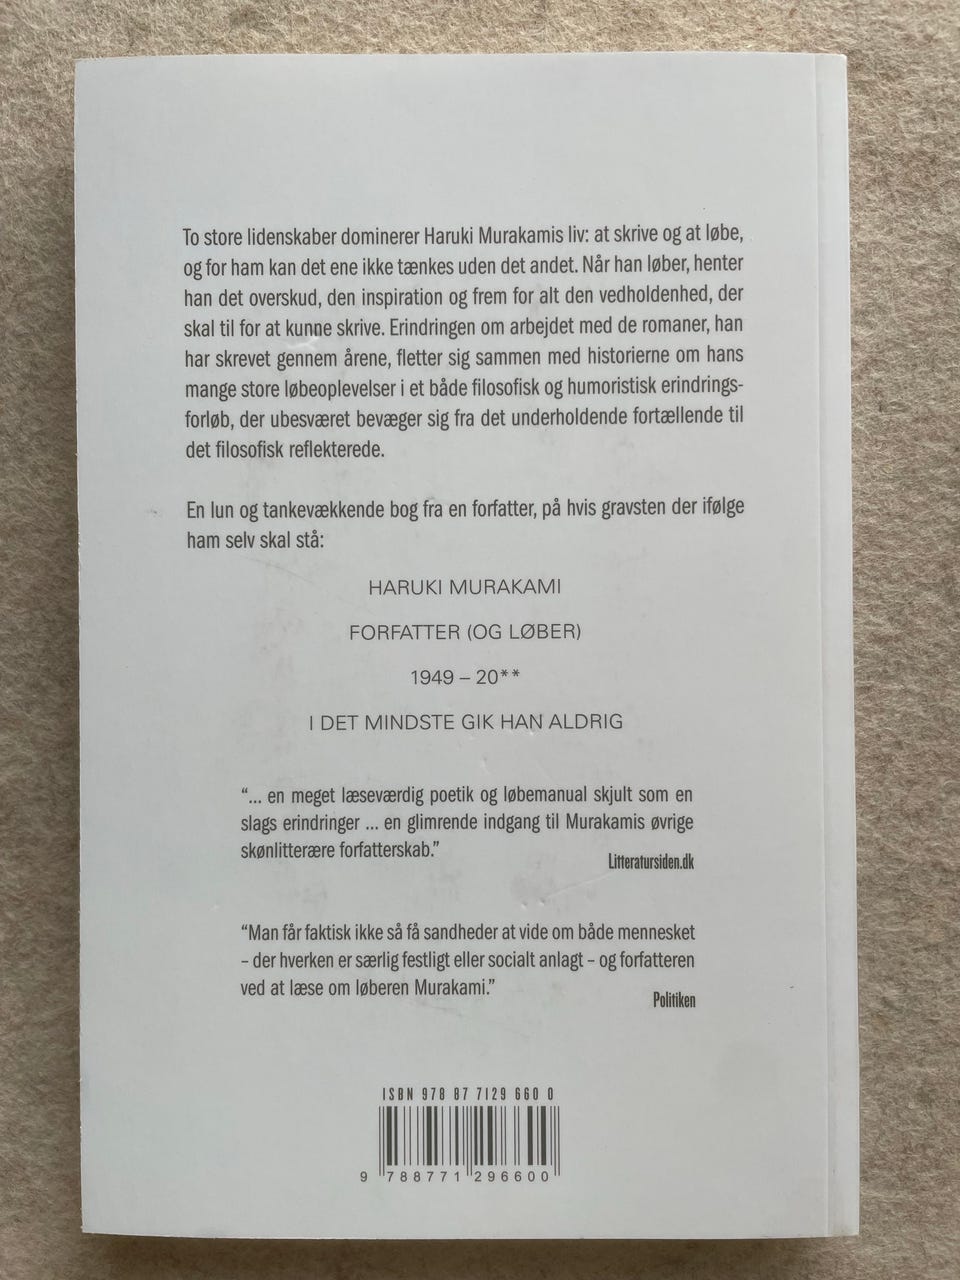 To store lidenskaber dominerer Haruki Murakamis liv: at skrive og at løbe,
og for ham kan det ene ikke tænkes uden det andet. Når han løber, henter
han det overskud, den inspiration og frem for alt den vedholdenhed, der
skal til for at kunne skrive. Erindringen om arbejdet med de romaner, han
har skrevet gennem årene, fletter sig sammen med historierne om hans
mange store løbeoplevelser i et både filosofisk og humoristisk erindrings-
forløb, der ubesværet bevæger sig fra det underholdende fortællende til
det filosofisk reflekterede.
En lun og tankevækkende bog fra en forfatter, på hvis gravsten der ifølge
ham selv skal stå:
HARUKI MURAKAMI
FORFATTER (OG LØBER)
1949 – 20**
I DET MINDSTE GIK HAN ALDRIG
“... en meget læseværdig poetik og løbemanual skjult som en
slags erindringer ... en glimrende indgang til Murakamis øvrige
skønlitterære forfatterskab.”
Litteratursiden.dk
“Man får faktisk ikke så få sandheder at vide om både mennesket
– der hverken er særlig festligt eller socialt anlagt – og forfatteren
ved at læse om løberen Murakami.”
Politiken
ISBN 978 87 7129 660 0
9 788771 296600